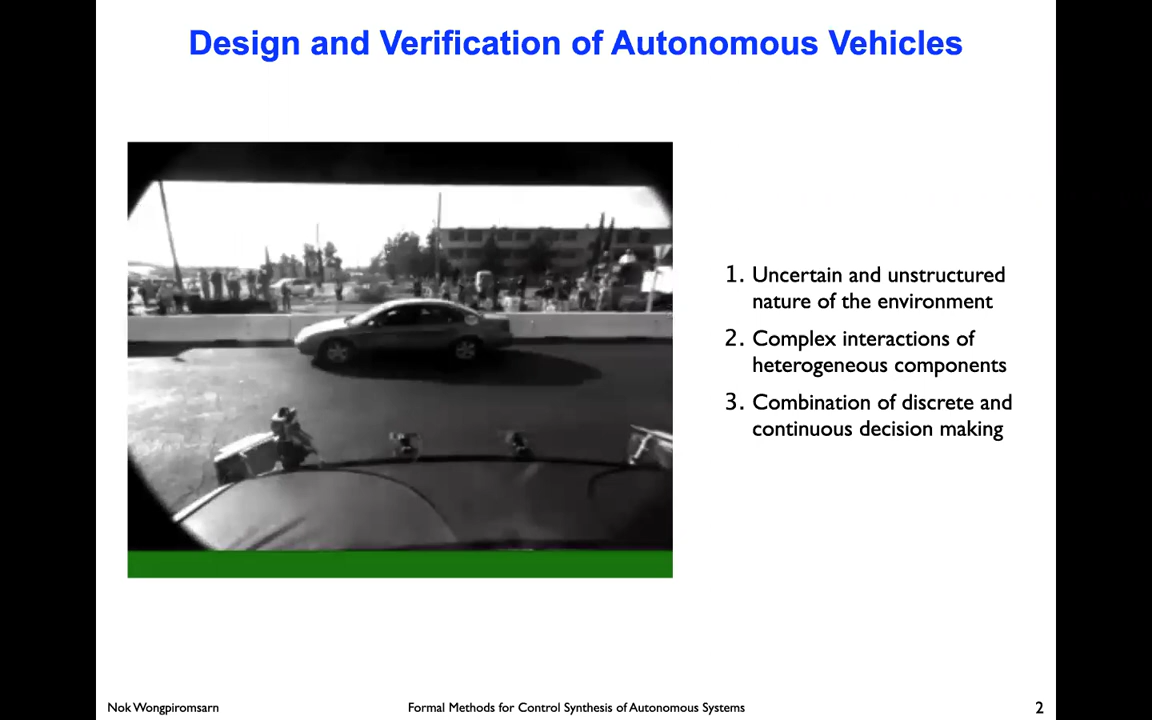 Design and Verification of Autonomous Vehicles
1. Uncertain and unstructured
nature of the environment
2. Complex interactions of
heterogeneous components
3. Combination of discrete and
continuous decision making
Nok Wongpiromsarn
Formal Methods for Control Synthesis of Autonomous Systems
2